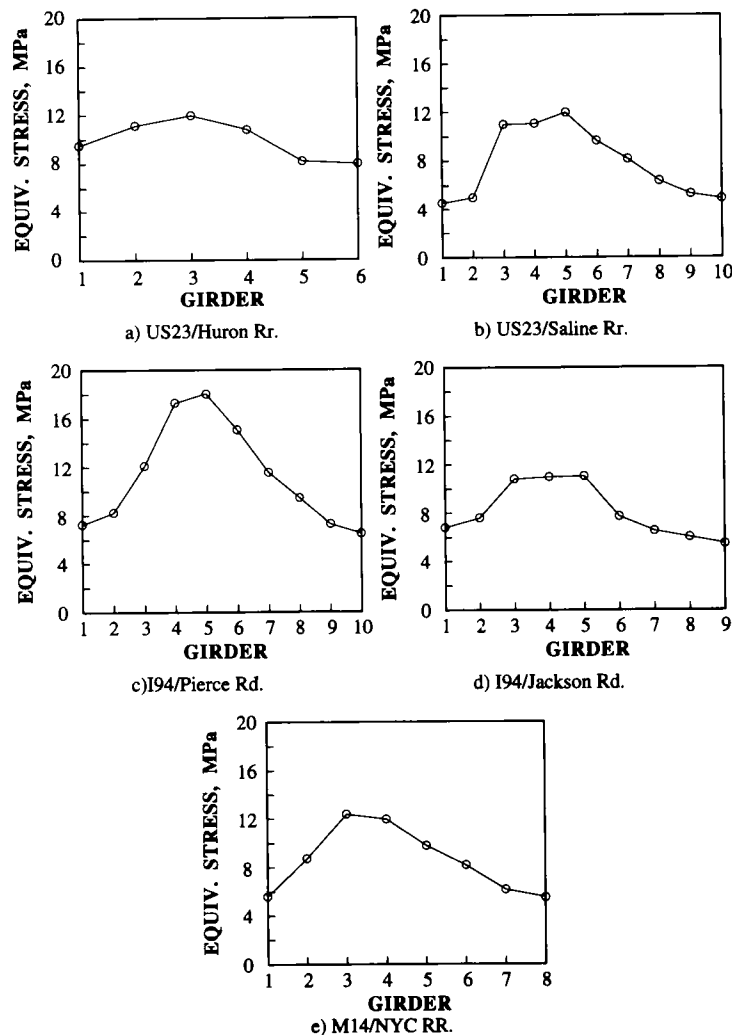 EQUIV. STRESS, MPa
20
16
12
8
4
0
1 2 3 4 5 6
GIRDER
a) US23/Huron Rr.
EQUIV. STRESS, MPa
20
16
12
8
4
0
1 2 3 4 5 6 7 8 9 10
GIRDER
b) US23/Saline Rr.
EQUIV. STRESS, MPa
20
16
12
8
4
0
1 2 3 4 5 6 7 8 9 10
GIRDER
c)I94/Pierce Rd.
EQUIV. STRESS, MPa
20
16
12
8
4
0
1 2 3 4 5 6 7 8 9
GIRDER
d) I94/Jackson Rd.
EQUIV. STRESS, MPa
20
16
12
8
4
0
1 2 3 4 5 6 7 8
GIRDER
e) M14/NYC RR.